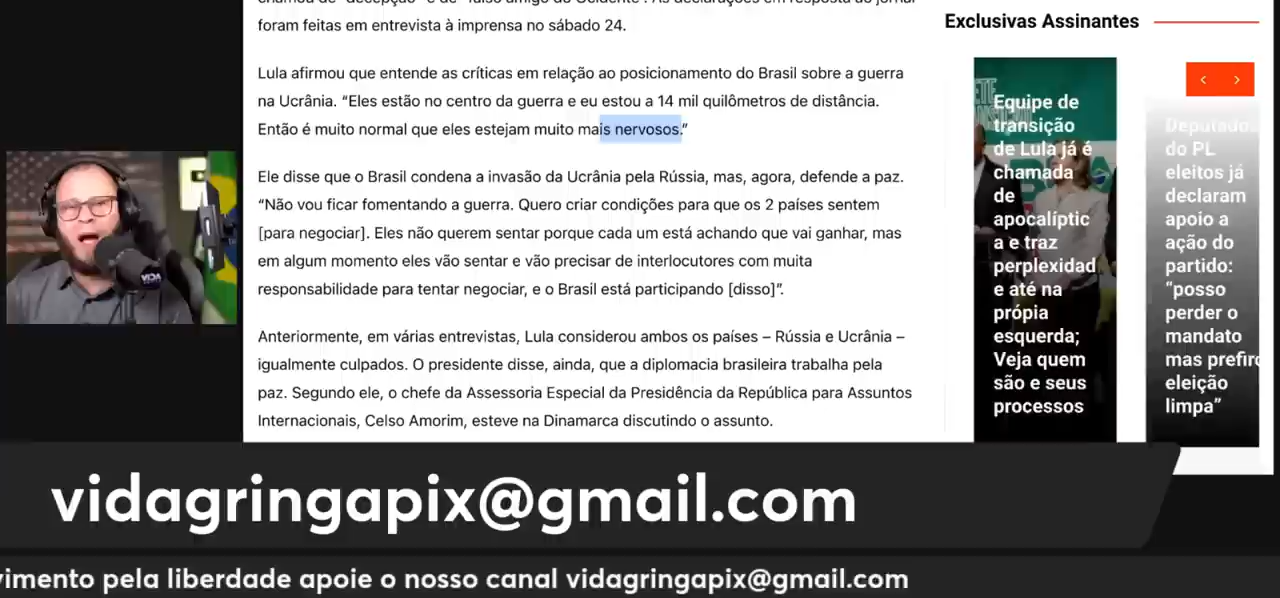 foram feitas em entrevista à imprensa no sábado 24.
Lula afirmou que entende as críticas em relação ao posicionamento do Brasil sobre a guerra
na Ucrânia. “Eles estão no centro da guerra e eu estou a 14 mil quilômetros de distância.
Então é muito normal que eles estejam muito mais nervosos.”
Ele disse que o Brasil condena a invasão da Ucrânia pela Rússia, mas, agora, defende a paz.
“Não vou ficar fomentando a guerra. Quero criar condições para que os 2 países sentem
[para negociar]. Eles não querem sentar porque cada um está achando que vai ganhar, mas
em algum momento eles vão sentar e vão precisar de interlocutores com muita
responsabilidade para tentar negociar, e o Brasil está participando [disso]”.
Anteriormente, em várias entrevistas, Lula considerou ambos os países – Rússia e Ucrânia –
igualmente culpados. O presidente disse, ainda, que a diplomacia brasileira trabalha pela
paz. Segundo ele, o chefe da Assessoria Especial da Presidência da República para Assuntos
Internacionais, Celso Amorim, esteve na Dinamarca discutindo o assunto.
Exclusivas Assinantes
Equipe de
transição
de Lula já é
chamada
de
apocalíptic
a e traz
perplexidad
e até na
própia
esquerda;
Veja quem
são e seus
processos
Deputados
do PL
eleitos já
declaram
apoio a
ação do
partido:
“posso
perder o
mandato
mas prefiro
eleição
limpa”
VIDA
vidagringapix@gmail.com
vimento pela liberdade apoie o nosso canal vidagringapix@gmail.com